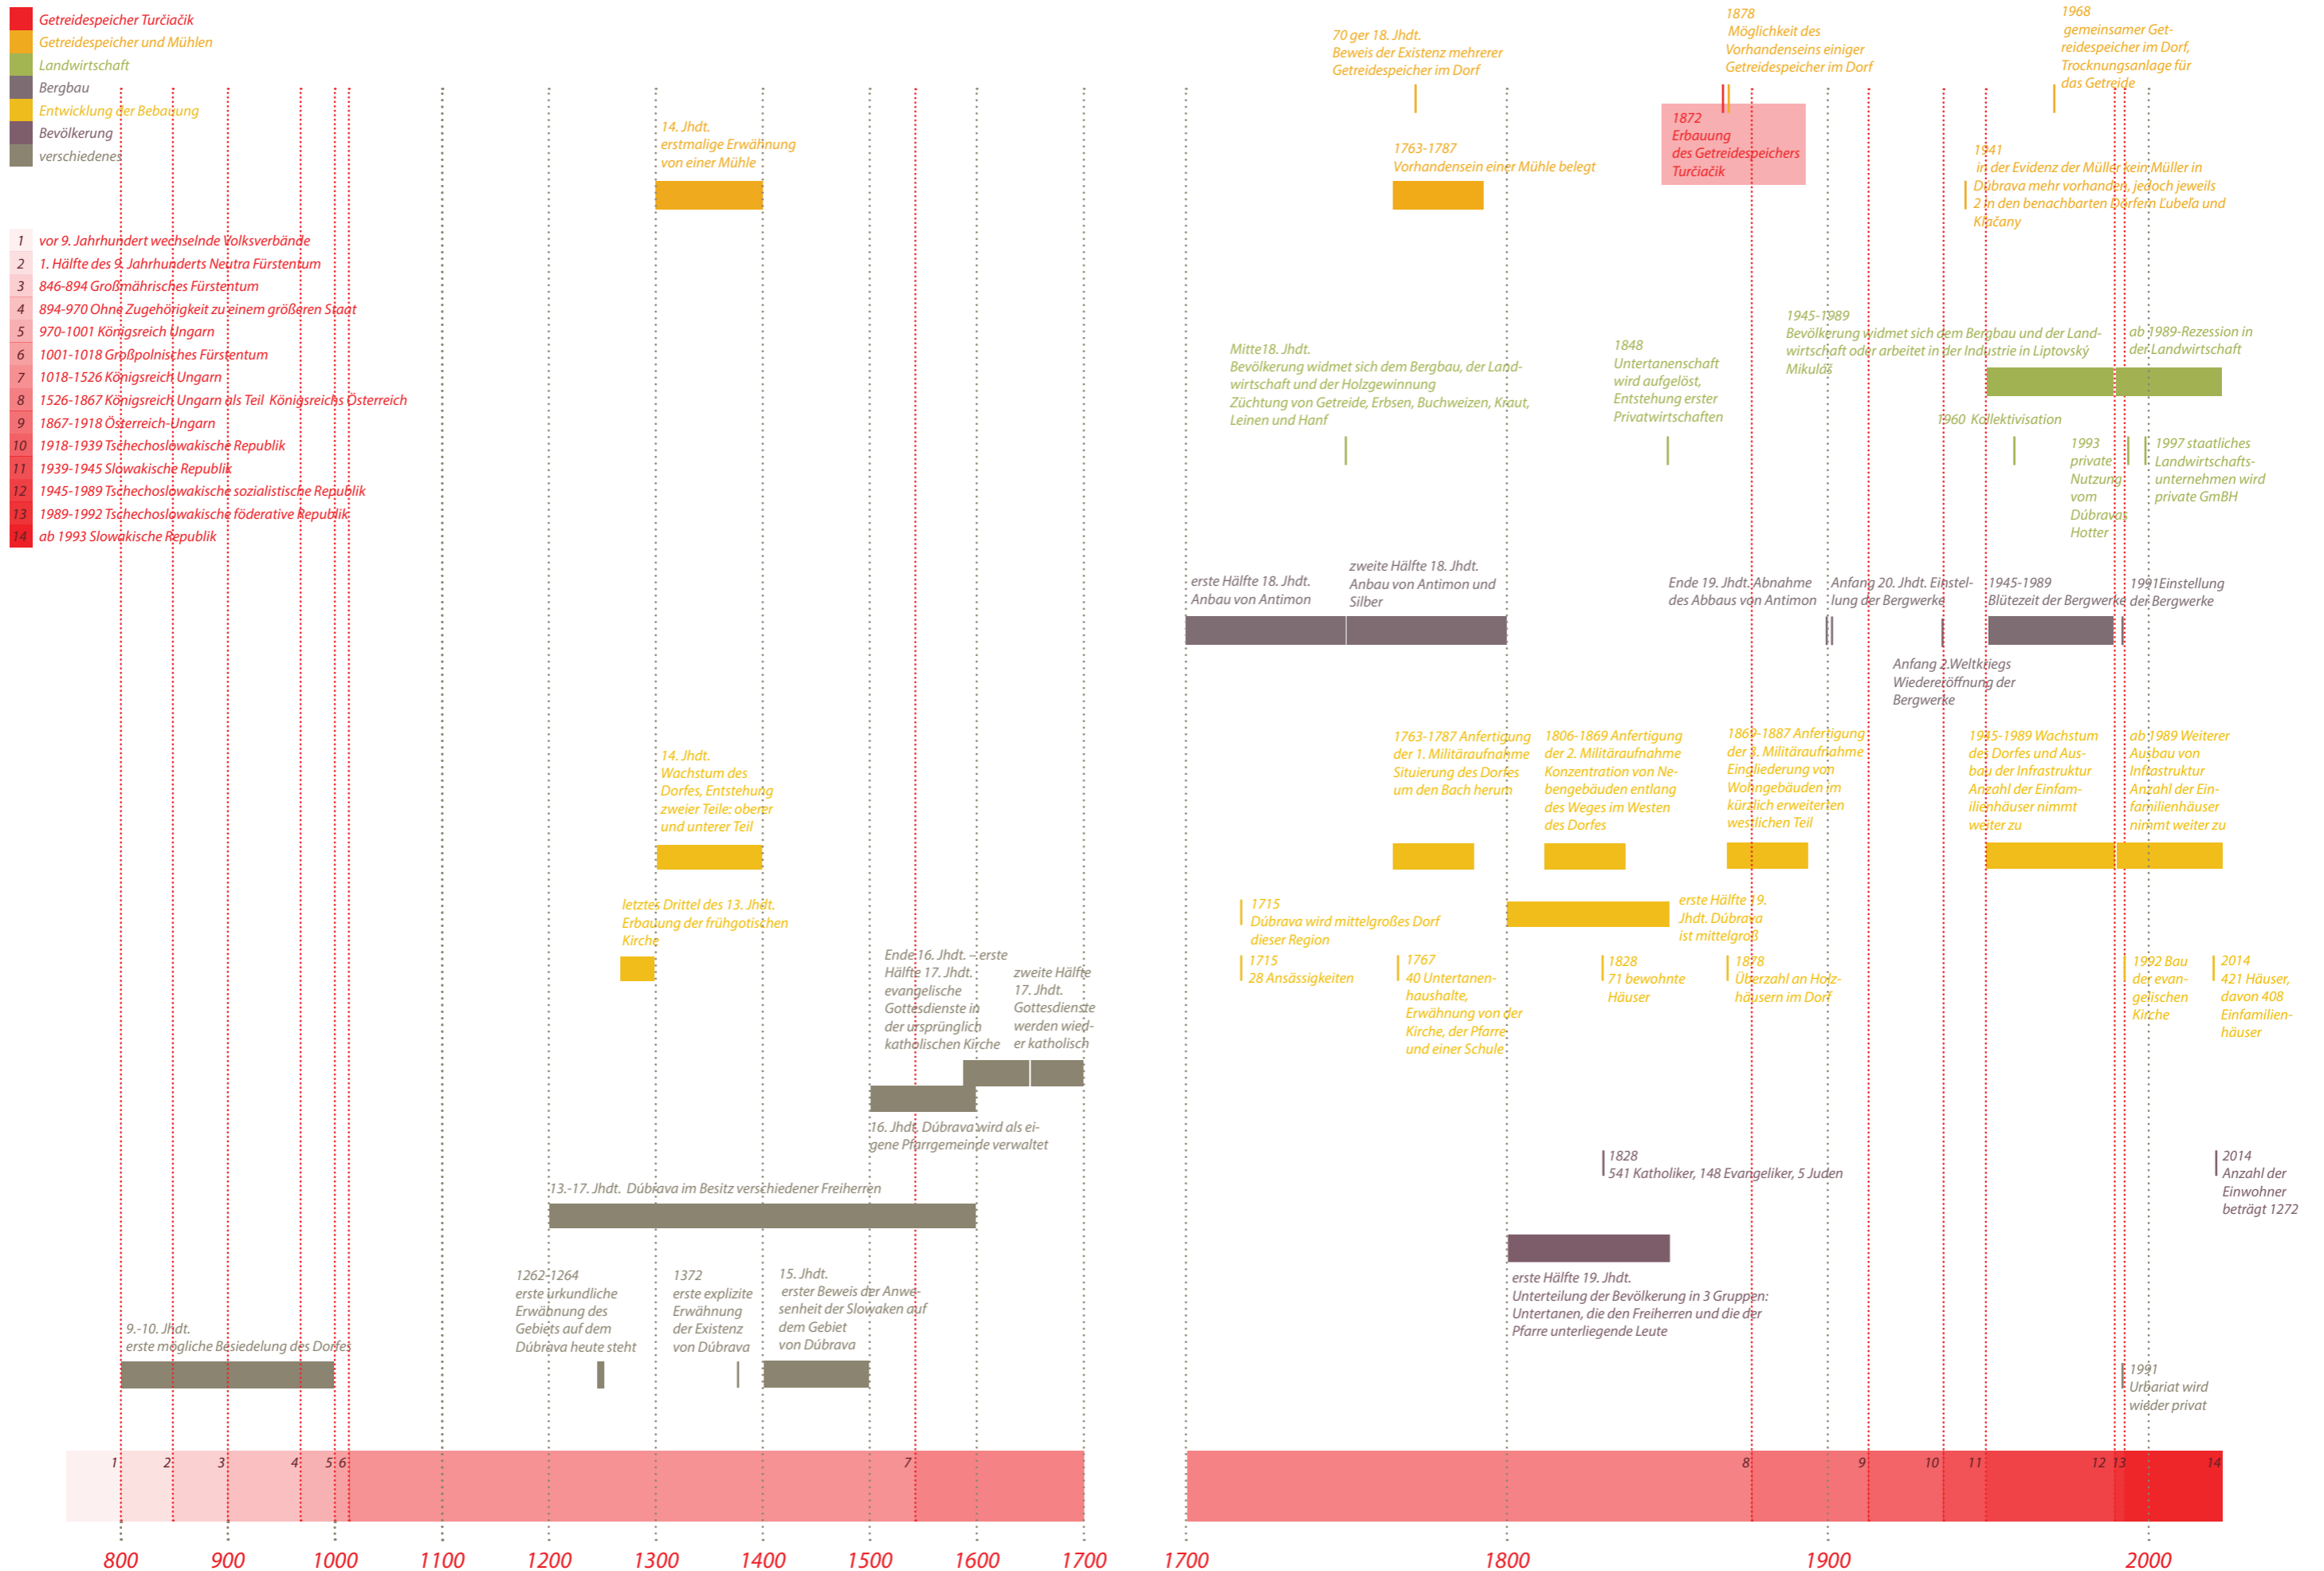 Getreidespeicher Turčiačik
Getreidespeicher und Mühlen
Landwirtschaft
Bergbau
Entwicklung der Bebauung
Bevölkerung
verschiedenes
1 vor 9. Jahrhundert wechselnde Volksverbände
2 1. Hälfte des 9. Jahrhunderts Neutra Fürstentum
3 846-894 Großmährisches Fürstentum
4 894-970 Ohne Zugehörigkeit zu einem größeren Staat
5 970-1001 Königsreich Ungarn
6 1001-1018 Großpolnisches Fürstentum
7 1018-1526 Königsreich Ungarn
8 1526-1867 Königsreich Ungarn als Teil Königsreichs Österreich
9 1867-1918 Österreich-Ungarn
10 1918-1939 Tschechoslowakische Republik
11 1939-1945 Slowakische Republik
12 1945-1989 Tschechoslowakische sozialistische Republik
13 1989-1992 Tschechoslowakische föderative Republik
14 ab 1993 Slowakische Republik
14. Jhdt.
erstmalige Erwähnung
von einer Mühle
70 ger 18. Jhdt.
Beweis der Existenz mehrerer
Getreidespeicher im Dorf
1763-1787
Vorhandensein einer Mühle belegt
1878
Möglichkeit des
Vorhandenseins einiger
Getreidespeicher im Dorf
1872
Erbauung
des Getreidespeichers
Turčiačik
1968
gemeinsamer Get-
reidespeicher im Dorf,
Trocknungsanlage für
das Getreide
1941
in der Evidenz der Müller kein Müller in
Dúbrava mehr vorhanden, jedoch jeweils
2 in den benachbarten Dörfern Ľubeľa und
Kľačany
Mitte18. Jhdt.
Bevölkerung widmet sich dem Bergbau, der Land-
wirtschaft und der Holzgewinnung
Züchtung von Getreide, Erbsen, Buchweizen, Kraut,
Leinen und Hanf
1848
Untertanenschaft
wird aufgelöst,
Entstehung erster
Privatwirtschaften
1945-1989
Bevölkerung widmet sich dem Bergbau und der Land-
wirtschaft oder arbeitet in der Industrie in Liptovský
Mikuláš
ab 1989-Rezession in
der Landwirtschaft
1960 Kollektivisation
1993
private
Nutzung
vom
Dúbravas
Hotter
1997 staatliches
Landwirtschafts-
unternehmen wird
private GmBH
erste Hälfte 18. Jhdt.
Anbau von Antimon
zweite Hälfte 18. Jhdt.
Anbau von Antimon und
Silber
Ende 19. Jhdt. Abnahme
des Abbaus von Antimon
Anfang 20. Jhdt. Einstel-
lung der Bergwerke
1945-1989
Blütezeit der Bergwerke
1991Einstellung
der Bergwerke
Anfang 2.Weltkriegs
Wiedereröffnung der
Bergwerke
14. Jhdt.
Wachstum des
Dorfes, Entstehung
zweier Teile: oberer
und unterer Teil
1763-1787 Anfertigung
der 1. Militäraufnahme
Situierung des Dorfes
um den Bach herum
1806-1869 Anfertigung
der 2. Militäraufnahme
Konzentration von Ne-
bengebäuden entlang
des Weges im Westen
des Dorfes
1869-1887 Anfertigung
der 3. Militäraufnahme
Eingliederung von
Wohngebäuden im
kürzlich erweiterten
westlichen Teil
1945-1989 Wachstum
des Dorfes und Aus-
bau der Infrastruktur
Anzahl der Einfam-
ilienhäuser nimmt
weiter zu
ab 1989 Weiterer
Ausbau von
Infrastruktur
Anzahl der Ein-
familienhäuser
nimmt weiter zu
letztes Drittel des 13. Jhdt.
Erbauung der frühgotischen
Kirche
1715
Dúbrava wird mittelgroßes Dorf
dieser Region
erste Hälfte 19.
Jhdt. Dúbrava
ist mittelgroß
1715
28 Ansässigkeiten
1767
40 Untertanen-
haushalte,
Erwähnung von der
Kirche, der Pfarre
und einer Schule
1828
71 bewohnte
Häuser
1878
Überzahl an Holz-
häusern im Dorf
1992 Bau
der evan-
gelischen
Kirche
2014
421 Häuser,
davon 408
Einfamilien-
häuser
Ende 16. Jhdt. – erste
Hälfte 17. Jhdt.
evangelische
Gottesdienste in
der ursprünglich
katholischen Kirche
zweite Hälfte
17. Jhdt.
Gottesdienste
werden wied-
er katholisch
16. Jhdt. Dúbrava wird als ei-
gene Pfarrgemeinde verwaltet
1828
541 Katholiker, 148 Evangeliker, 5 Juden
2014
Anzahl der
Einwohner
beträgt 1272
13.-17. Jhdt. Dúbrava im Besitz verschiedener Freiherren
erste Hälfte 19. Jhdt.
Unterteilung der Bevölkerung in 3 Gruppen:
Untertanen, die den Freiherren und die der
Pfarre unterliegende Leute
9.-10. Jhdt.
erste mögliche Besiedelung des Dorfes
1262-1264
erste urkundliche
Erwähnung des
Gebiets auf dem
Dúbrava heute steht
1372
erste explizite
Erwähnung
der Existenz
von Dúbrava
15. Jhdt.
erster Beweis der Anwe-
senheit der Slowaken auf
dem Gebiet
von Dúbrava
1991
Urbariat wird
wieder privat
1 2 3 4 5 6 7 8 9 10 11 12 13 14
800 900 1000 1100 1200 1300 1400 1500 1600 1700 1700 1800 1900 2000